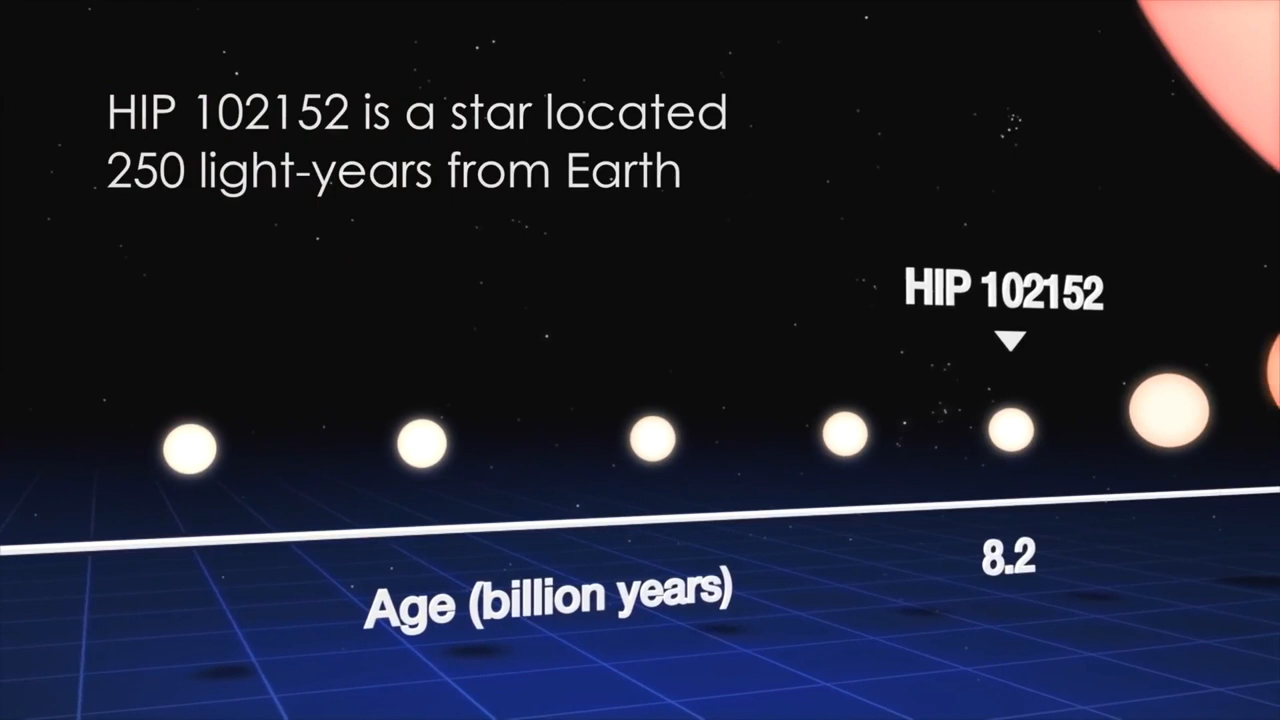 HIP 102152 is a star located
250 light-years from Earth
HIP 102152
8.2
Age (billion years)